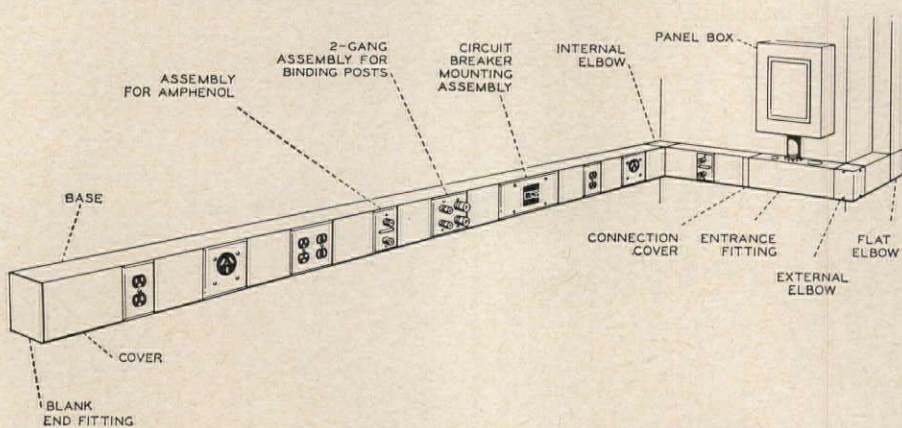 2-GANG
ASSEMBLY FOR
BINDING POSTS
CIRCUIT
BREAKER
MOUNTING
ASSEMBLY
INTERNAL
ELBOW
PANEL BOX
ASSEMBLY
FOR AMPHENOL
BASE
CONNECTION
COVER
ENTRANCE
FITTING
EXTERNAL
ELBOW
FLAT
ELBOW
COVER
BLANK
END FITTING